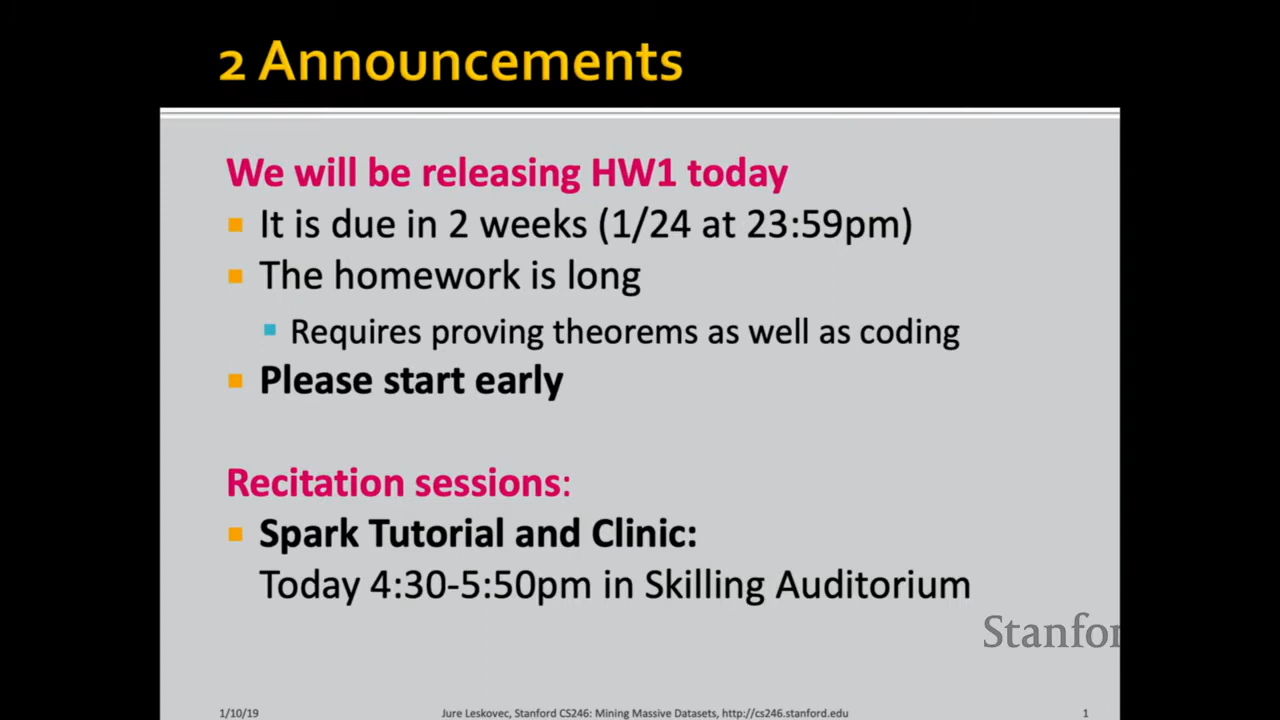 2 Announcements
We will be releasing HW1 today
It is due in 2 weeks (1/24 at 23:59pm)
The homework is long
Requires proving theorems as well as coding
Please start early
Recitation sessions:
Spark Tutorial and Clinic:
Today 4:30-5:50pm in Skilling Auditorium
Stanfor
1/10/19
Jure Leskovec, Stanford CS246: Mining Massive Datasets, http://cs246.stanford.edu
1